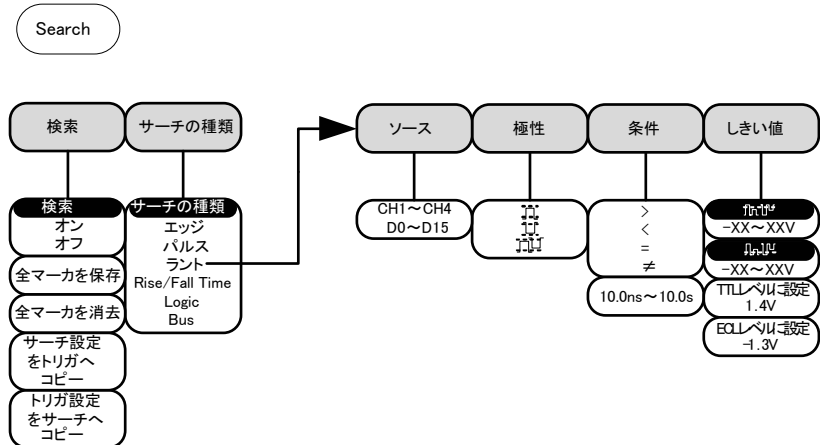 Search
検索
サーチの種類
ソース
極性
条件
しきい値
検索
オン
オフ
全マーカを保存
全マーカを消去
サーチ設定
をトリガへ
コピー
トリガ設定
をサーチへ
コピー
サーチの種類
エッジ
パルス
ラント
Rise/Fall Time
Logic
Bus
CH1～CH4
D0～D15
＞
＜
＝
≠
10.0ns～10.0s
-XX～XXV
-XX～XXV
TTLレベルに設定
1.4V
ECLレベルに設定
-1.3V